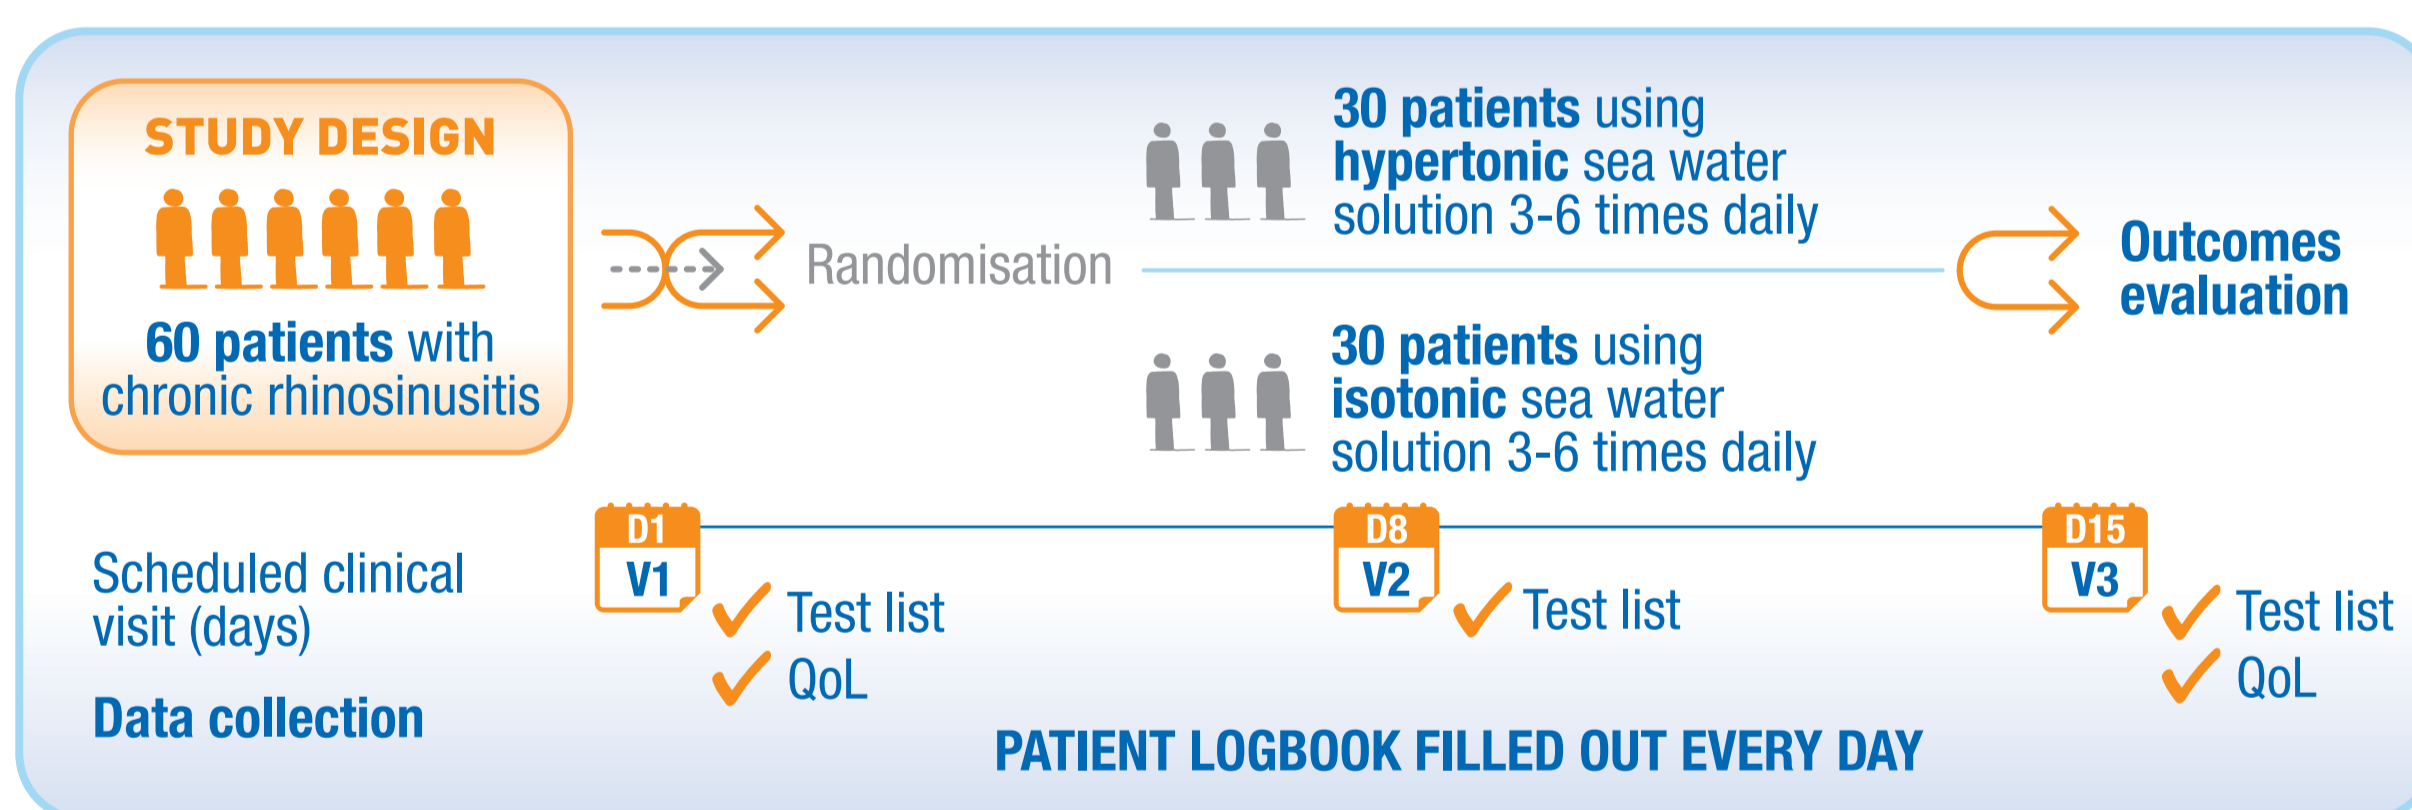 STUDY DESIGN
60 patients with
chronic rhinosinusitis
Randomisation
30 patients using
hypertonic sea water
solution 3-6 times daily
30 patients using
isotonic sea water
solution 3-6 times daily
Outcomes
evaluation
Scheduled clinical
visit (days)
Data collection
D1
V1
Test list
QoL
D8
V2
Test list
D15
V3
Test list
QoL
PATIENT LOGBOOK FILLED OUT EVERY DAY